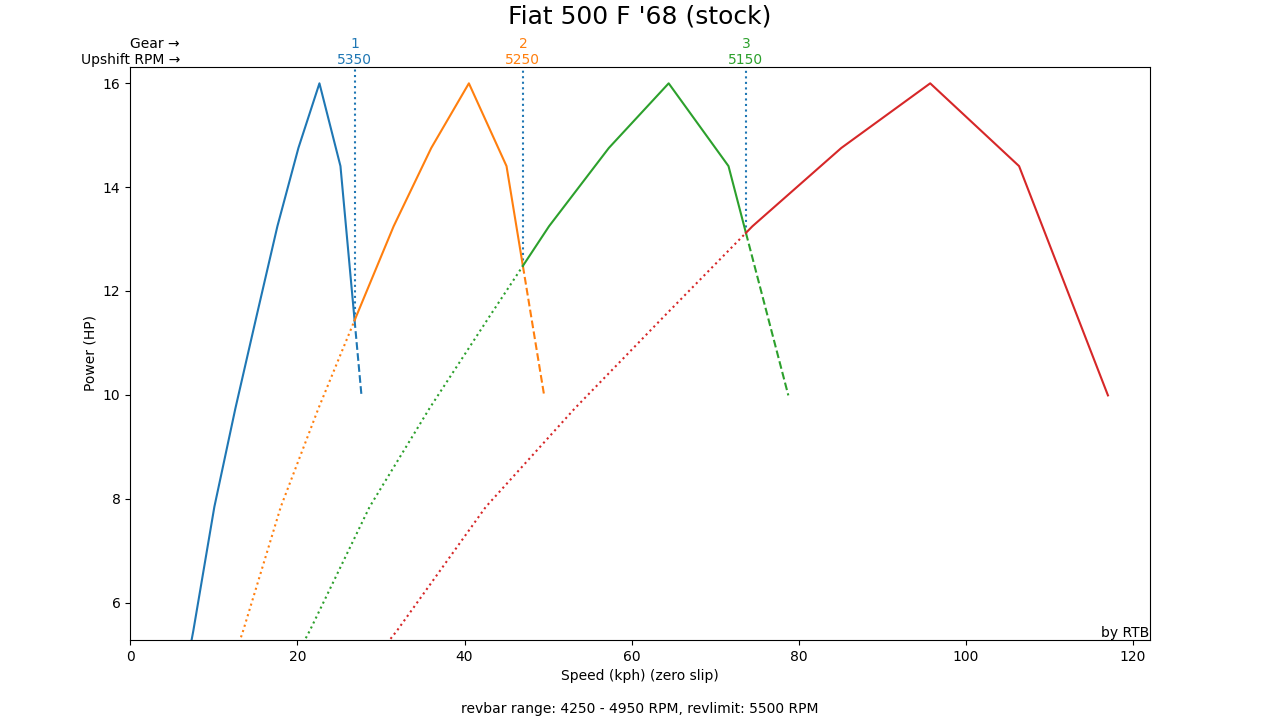 Fiat 500 F '68 (stock)
Gear → 1 2 3
Upshift RPM → 5350 5250 5150
16
14
12
10
8
6
Power (HP)
by RTB
0 20 40 60 80 100 120
Speed (kph) (zero slip)
revbar range: 4250 - 4950 RPM, revlimit: 5500 RPM